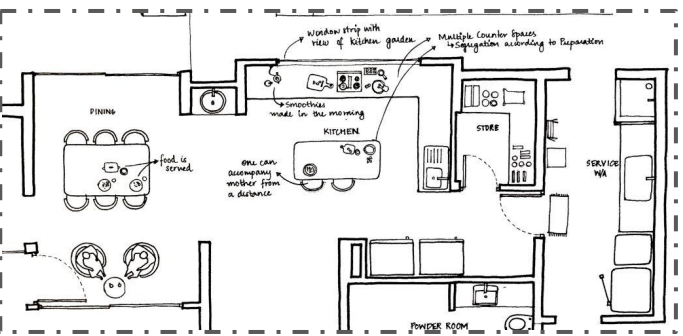 Window strip with
view of kitchen garden
Multiple Counter Spaces
↳Segregation according to Preparation
DINING
Smoothies
made in the morning
KITCHEN
STORE
food is
served
one can
accompany
mother from
a distance
SERVICE
W/A
POWDER ROOM